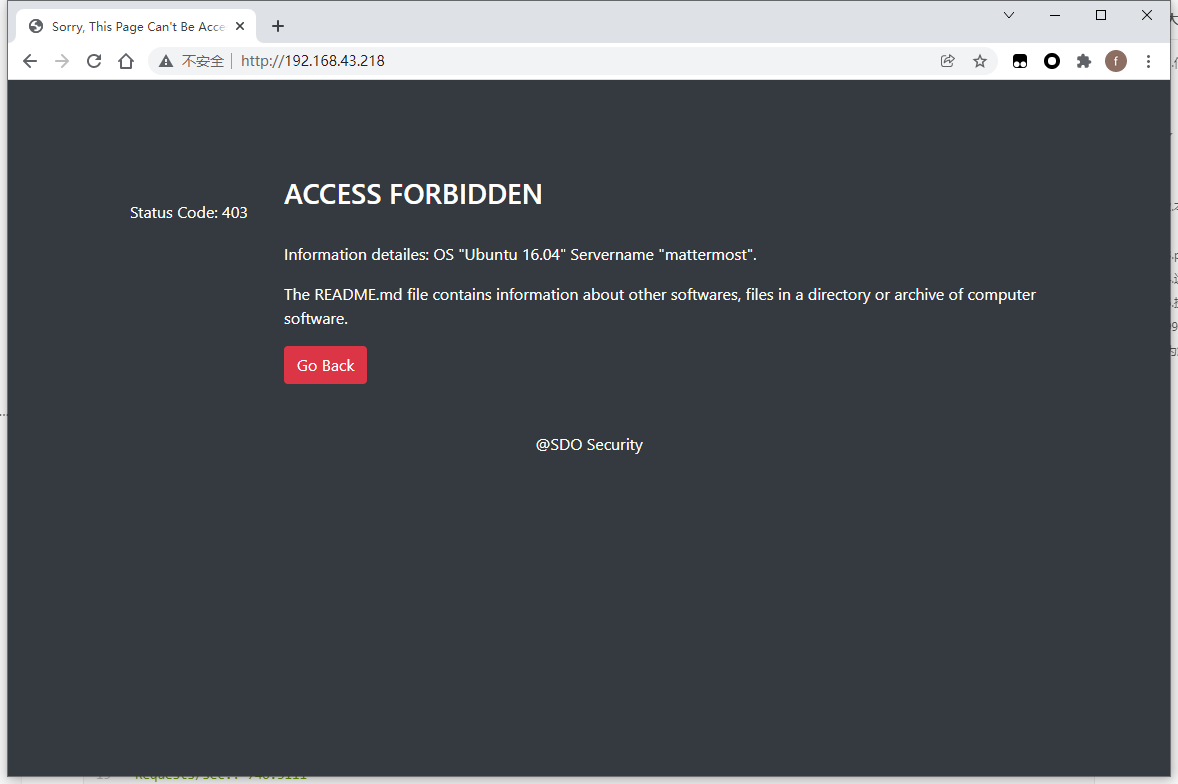 Sorry, This Page Can't Be Acce
不安全 | http://192.168.43.218
f
ACCESS FORBIDDEN
Status Code: 403
Information detailes: OS "Ubuntu 16.04" Servername "mattermost".
The README.md file contains information about other softwares, files in a directory or archive of computer
software.
Go Back
@SDO Security